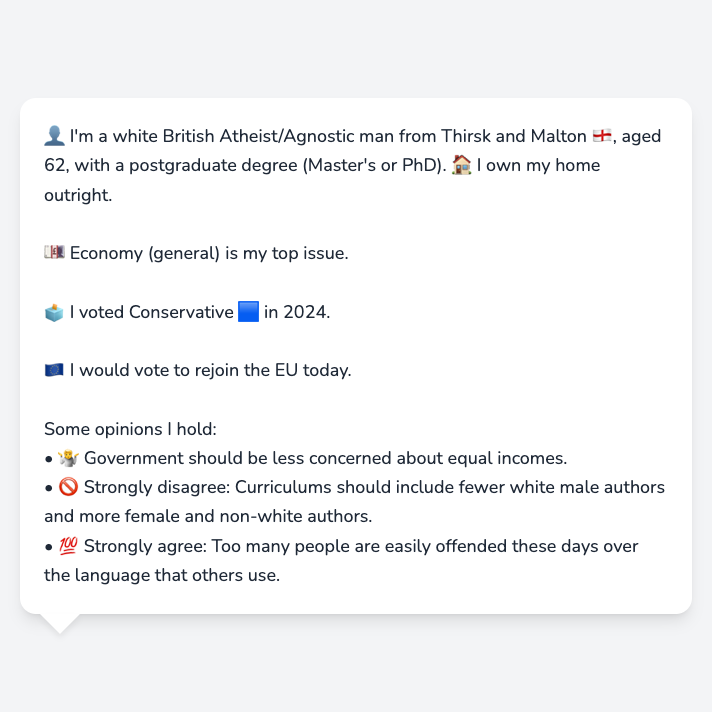 👤 I'm a white British Atheist/Agnostic man from Thirsk and Malton 🏴󠁧󠁢󠁥󠁮󠁧󠁿, aged
62, with a postgraduate degree (Master's or PhD). 🏠 I own my home
outright.
💷 Economy (general) is my top issue.
🗳️ I voted Conservative 🟦 in 2024.
🇪🇺 I would vote to rejoin the EU today.
Some opinions I hold:
• 🤷 Government should be less concerned about equal incomes.
• 🚫 Strongly disagree: Curriculums should include fewer white male authors
and more female and non-white authors.
• 💯 Strongly agree: Too many people are easily offended these days over
the language that others use.